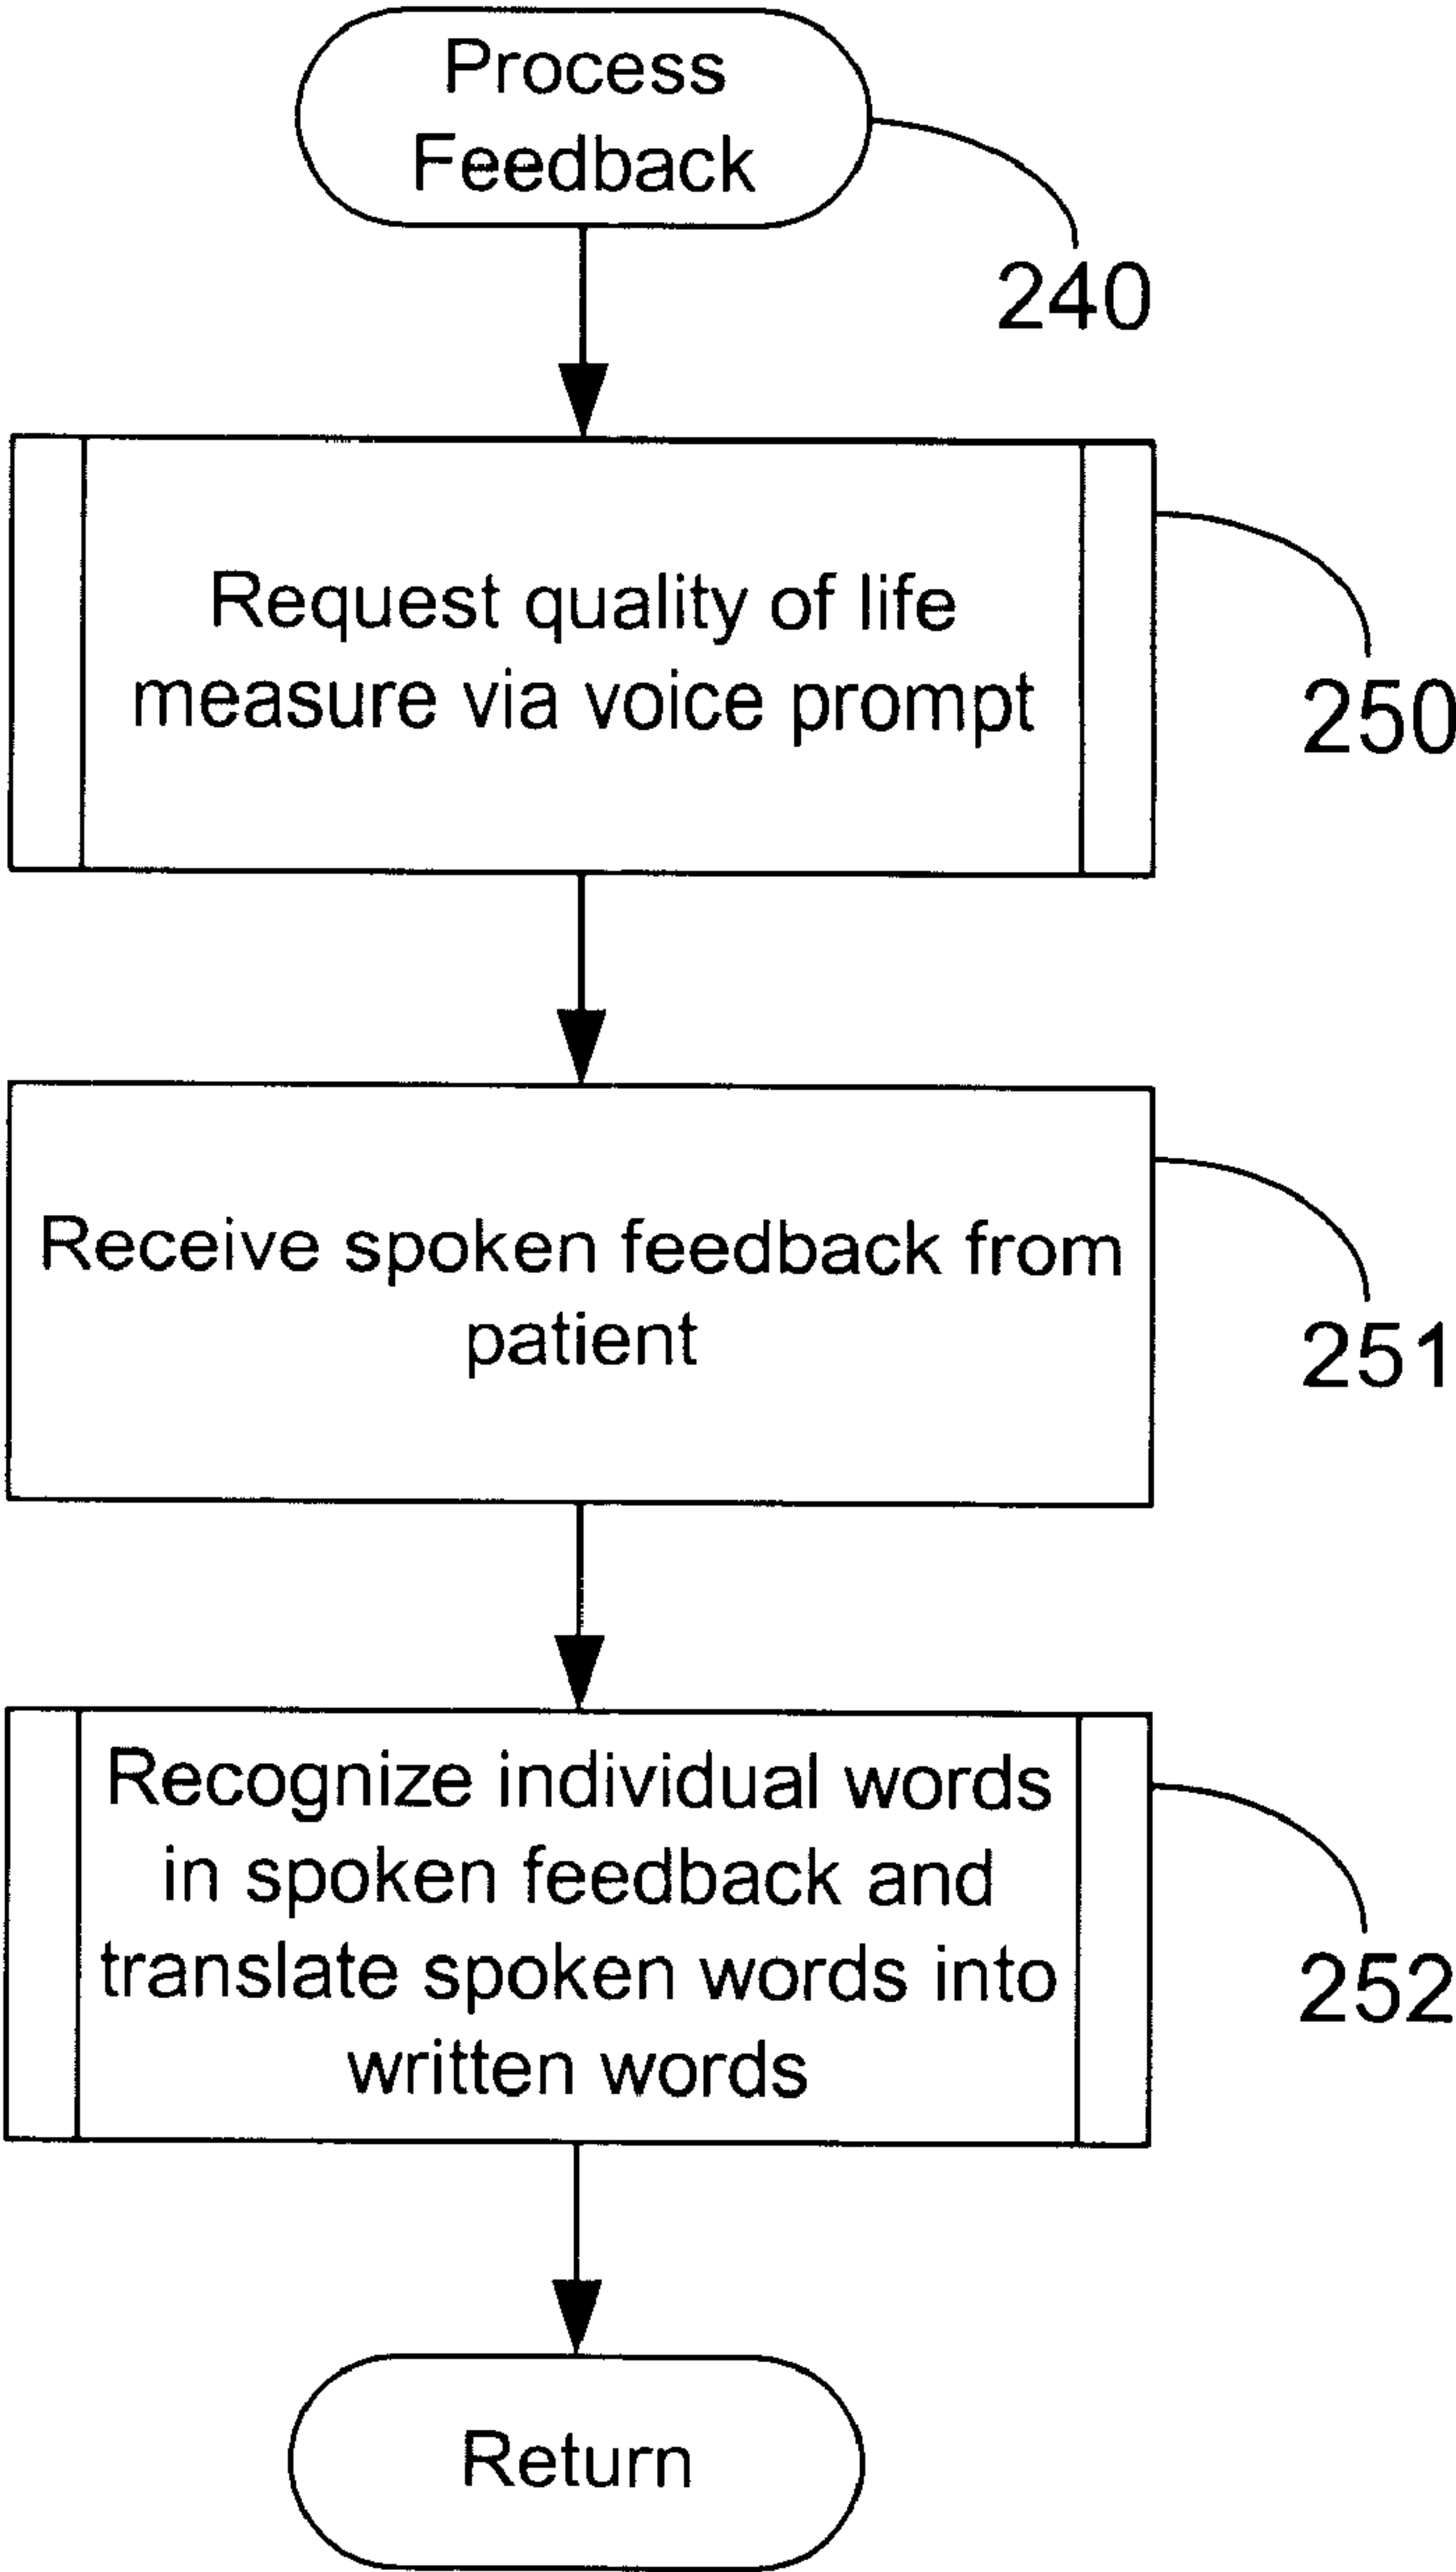 Process
Feedback
240
Request quality of life
measure via voice prompt
250
Receive spoken feedback from
patient
251
Recognize individual words
in spoken feedback and
translate spoken words into
written words
252
Return